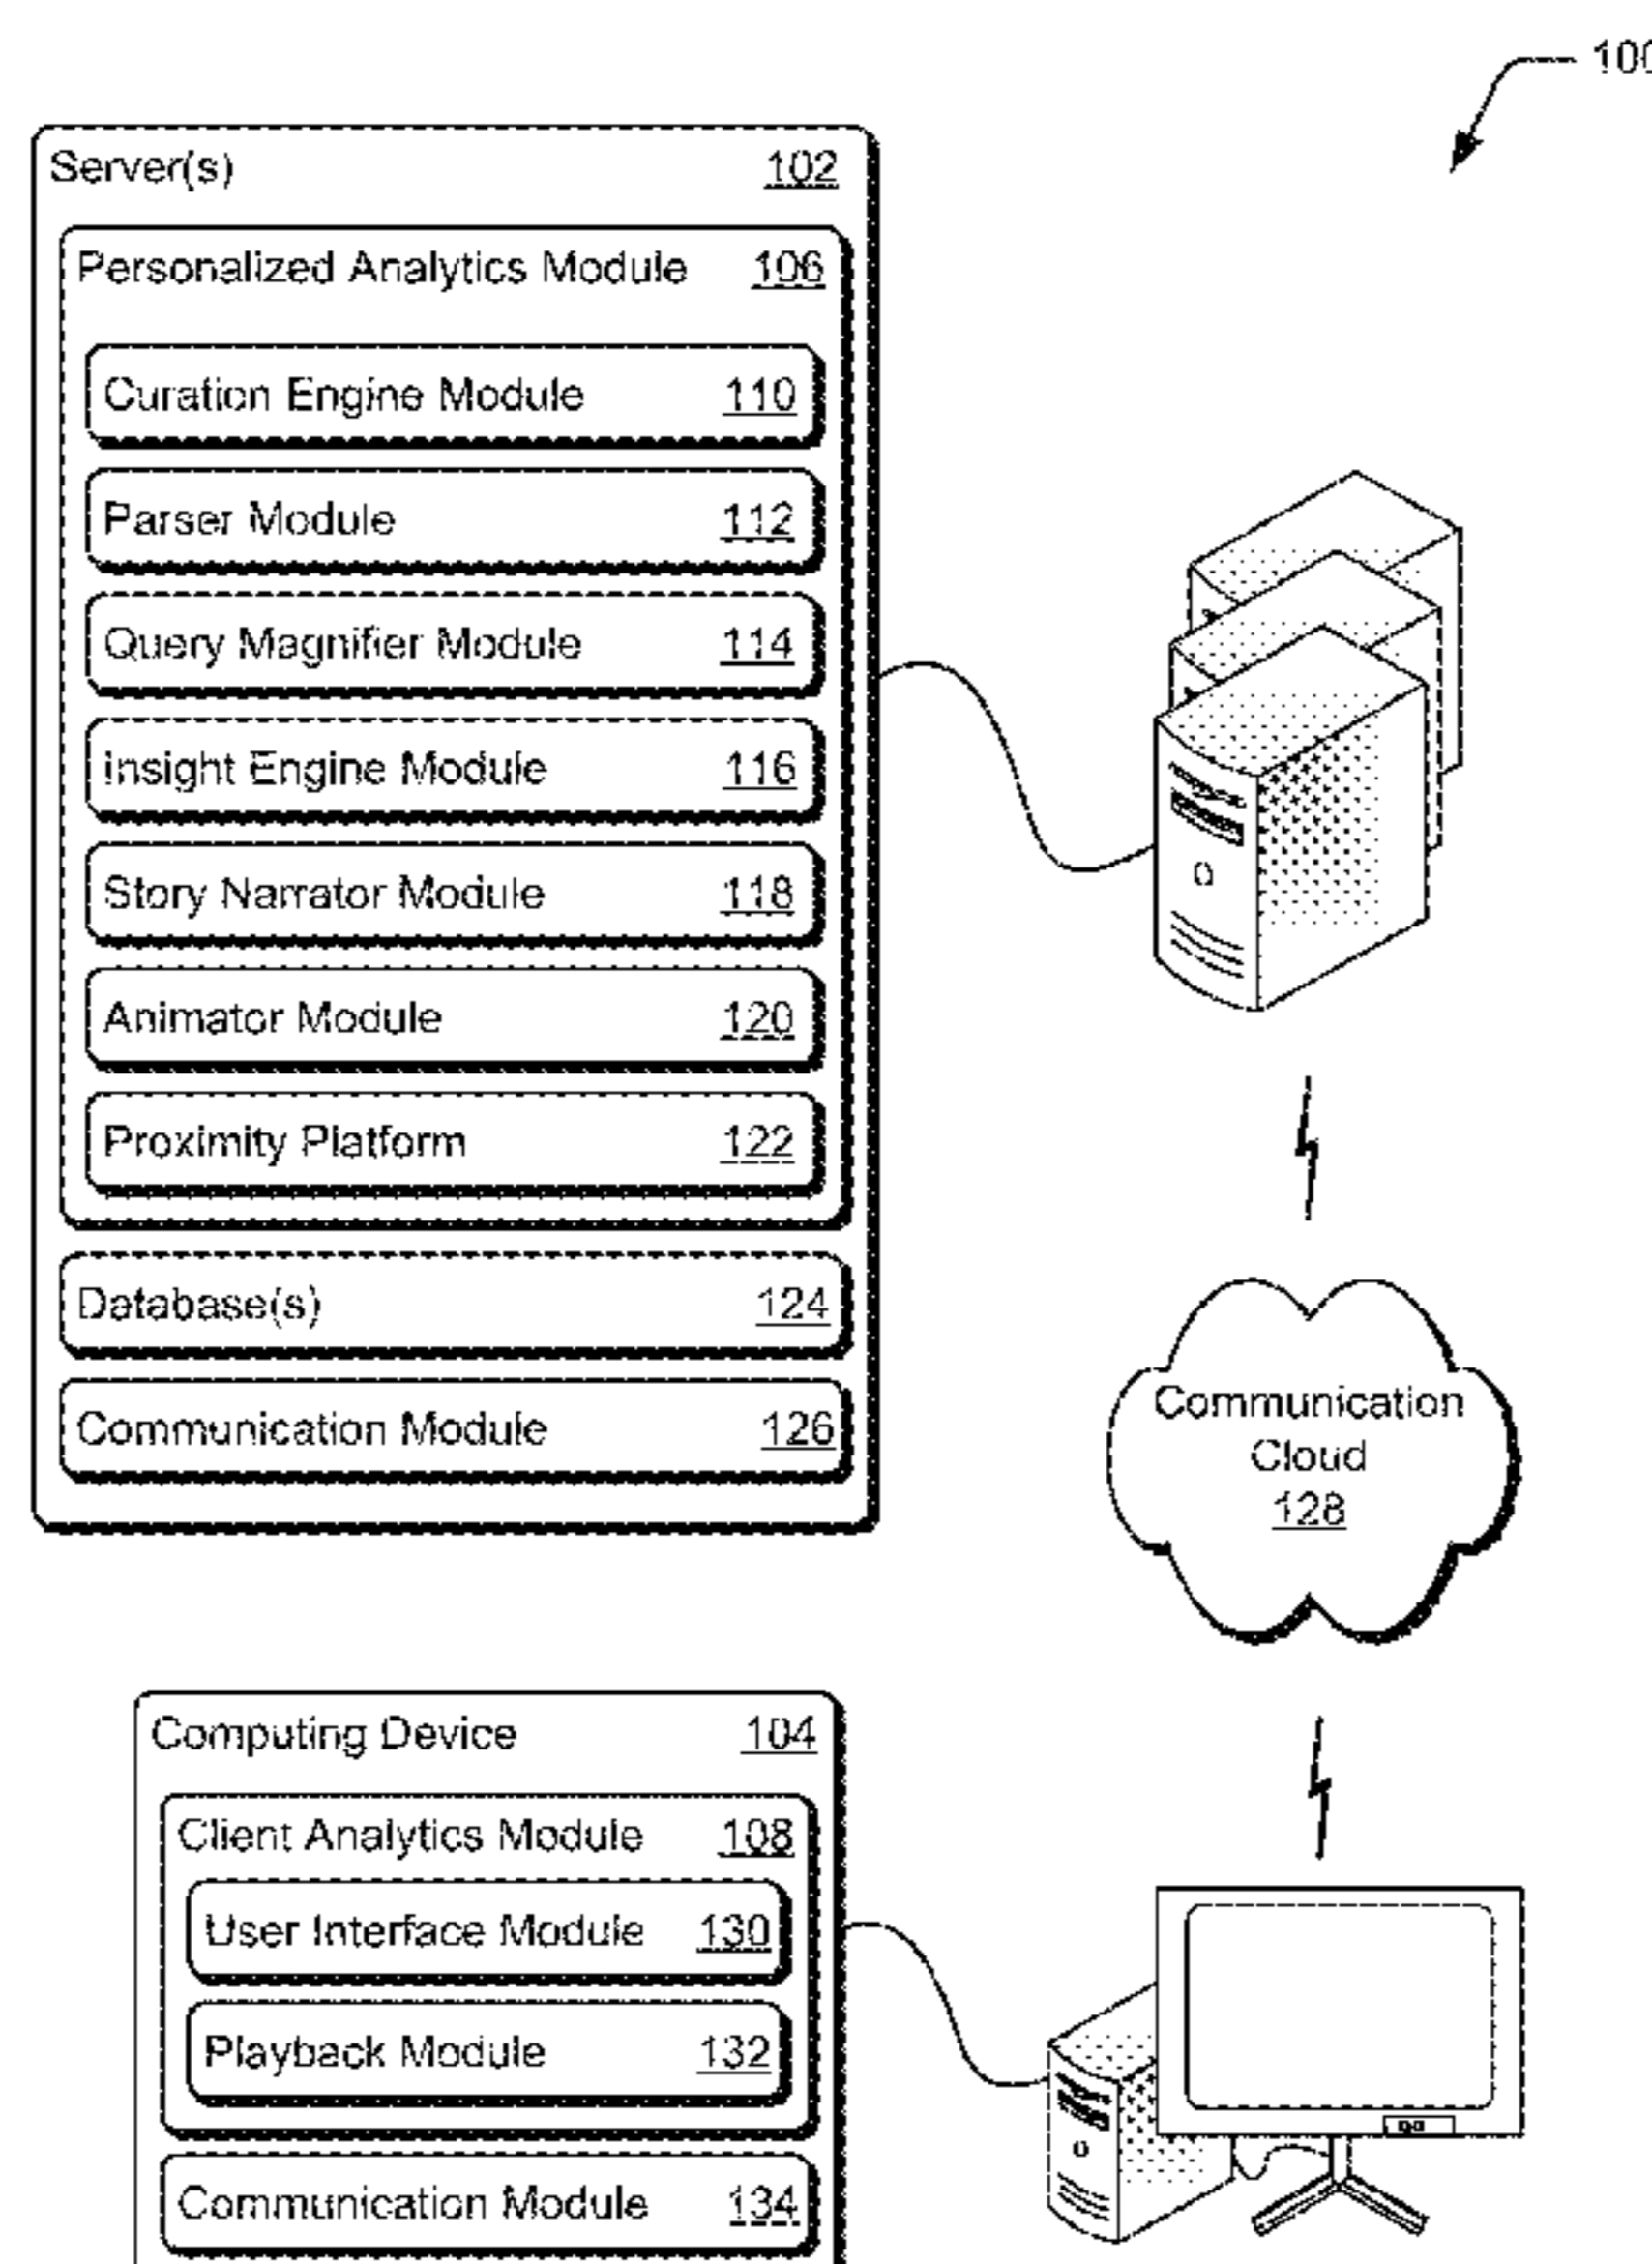 100
Server(s) 102
Personalized Analytics Module 106
Curation Engine Module 110
Parser Module 112
Query Magnifier Module 114
Insight Engine Module 116
Story Narrator Module 118
Animator Module 120
Proximity Platform 122
Database(s) 124
Communication Module 126
Communication
Cloud
128
Computing Device 104
Client Analytics Module 108
User Interface Module 130
Playback Module 132
Communication Module 134